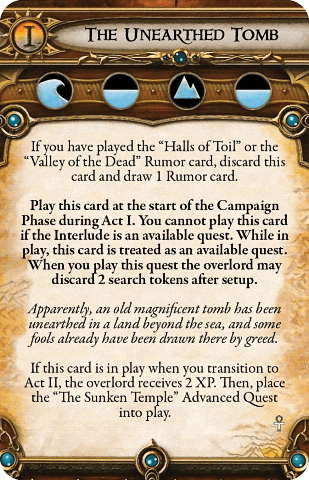 I
THE UNEARTHED TOMB
If you have played the “Halls of Toil” or the
“Valley of the Dead” Rumor card, discard this
card and draw 1 Rumor card.
Play this card at the start of the Campaign
Phase during Act I. You cannot play this card
if the Interlude is an available quest. While in
play, this card is treated as an available quest.
When you play this quest the overlord may
discard 2 search tokens after setup.
Apparently, an old magnificent tomb has been
unearthed in a land beyond the sea, and some
fools already have been drawn there by greed.
If this card is in play when you transition to
Act II, the overlord receives 2 XP. Then, place
the “The Sunken Temple” Advanced Quest
into play.